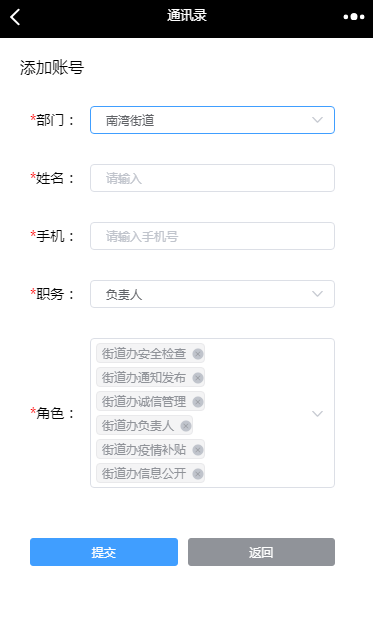 通讯录
添加账号
*部门： 南湾街道
*姓名： 请输入
*手机： 请输入手机号
*职务： 负责人
*角色：
街道办安全检查
街道办通知发布
街道办诚信管理
街道办负责人
街道办疫情补贴
街道办信息公开
提交 返回